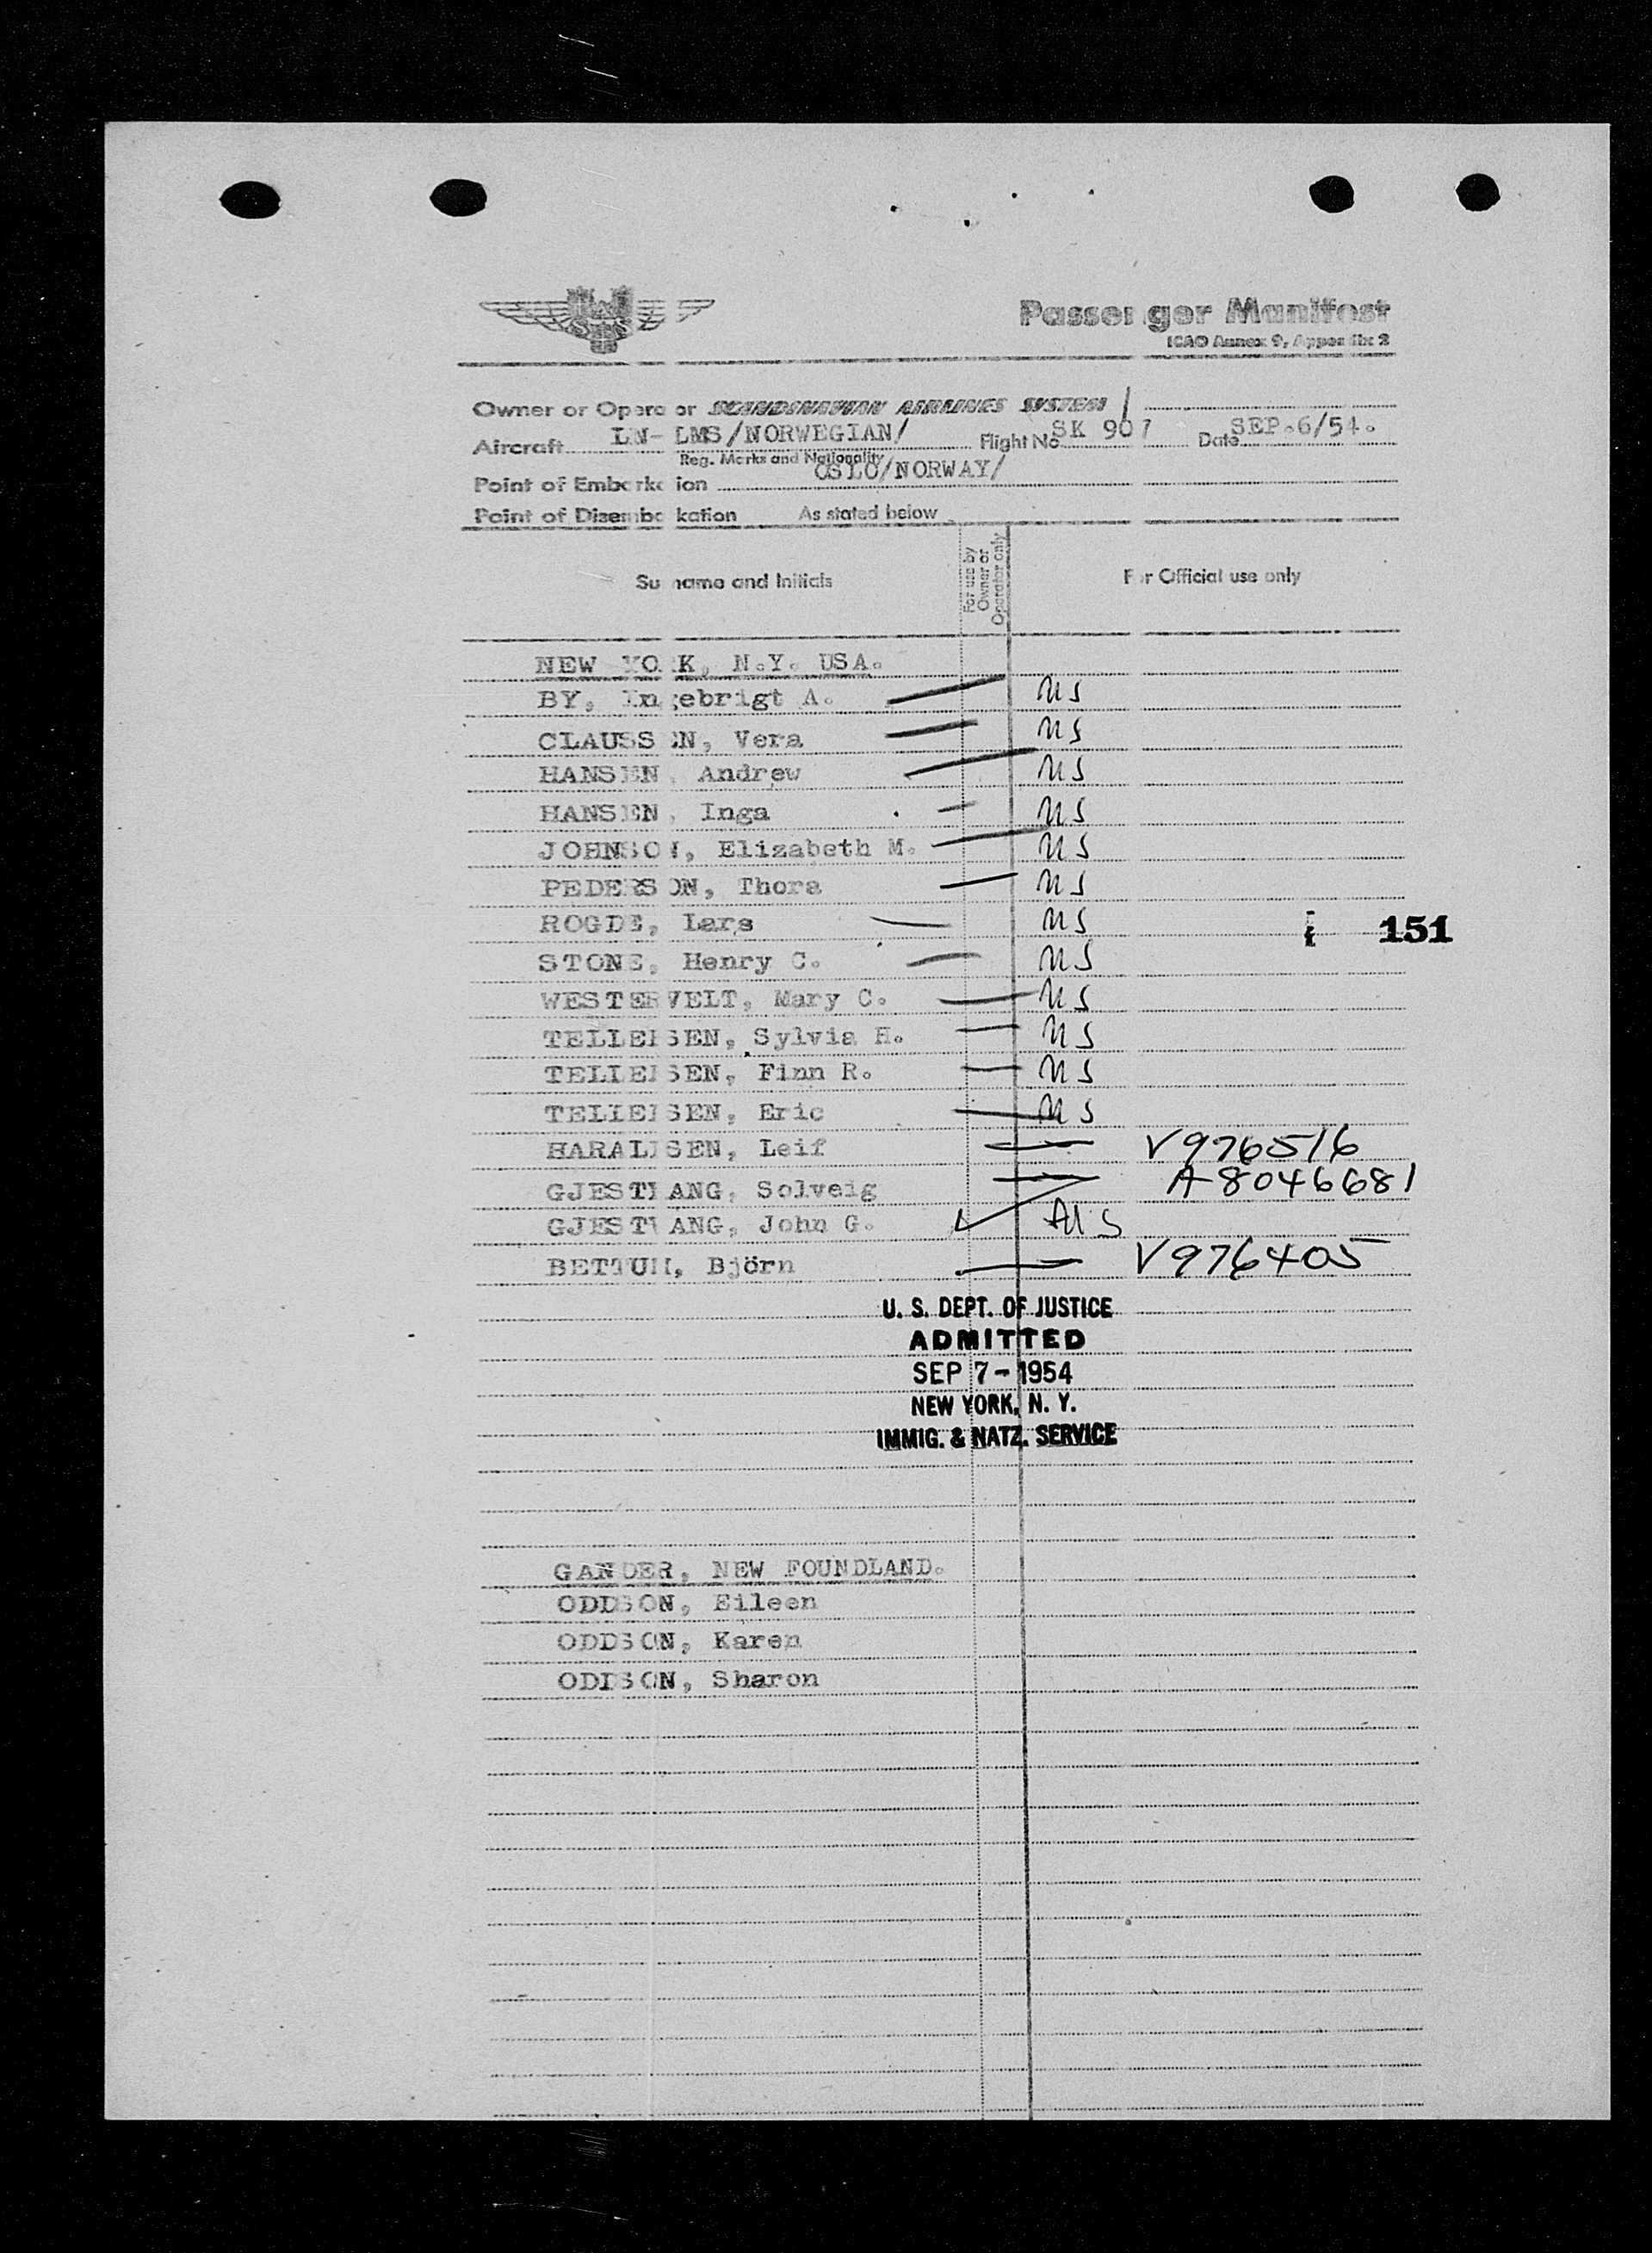 SAS
Passenger Manifest
ICAO Annex 9, Appendix 2
Owner or Operator SCANDINAVIAN AIRLINES SYSTEM/
Aircraft LN-LMS/NORWEGIAN/ Flight No SK 907 Date SEP.6/54.
Reg. Marks and Nationality
Point of Embarkation OSLO/NORWAY/
Point of Disembarkation As stated below
Surname and Initials For use by Owner or Operator only For Official use only
NEW YORK, N.Y. USA.
BY, Ingebrigt A. US
CLAUSSEN, Vera US
HANSEN, Andrew US
HANSEN, Inga US
JOHNSON, Elizabeth M. US
PEDERSON, Thora US
ROGDE, Lars US 151
STONE, Henry C. US
WESTERVELT, Mary C. US
TELLEFSEN, Sylvia H. US
TELLEFSEN, Finn R. US
TELLEFSEN, Eric US
HARALDSEN, Leif V976516
GJESTVANG, Solveig A-8046681
GJESTVANG, John G. US
BETTUM, Björn V976405
U. S. DEPT. OF JUSTICE
ADMITTED
SEP 7 - 1954
NEW YORK, N. Y.
IMMIG. & NATZ. SERVICE
GANDER, NEW FOUNDLAND.
ODDSON, Eileen
ODDSON, Karen
ODDSON, Sharon